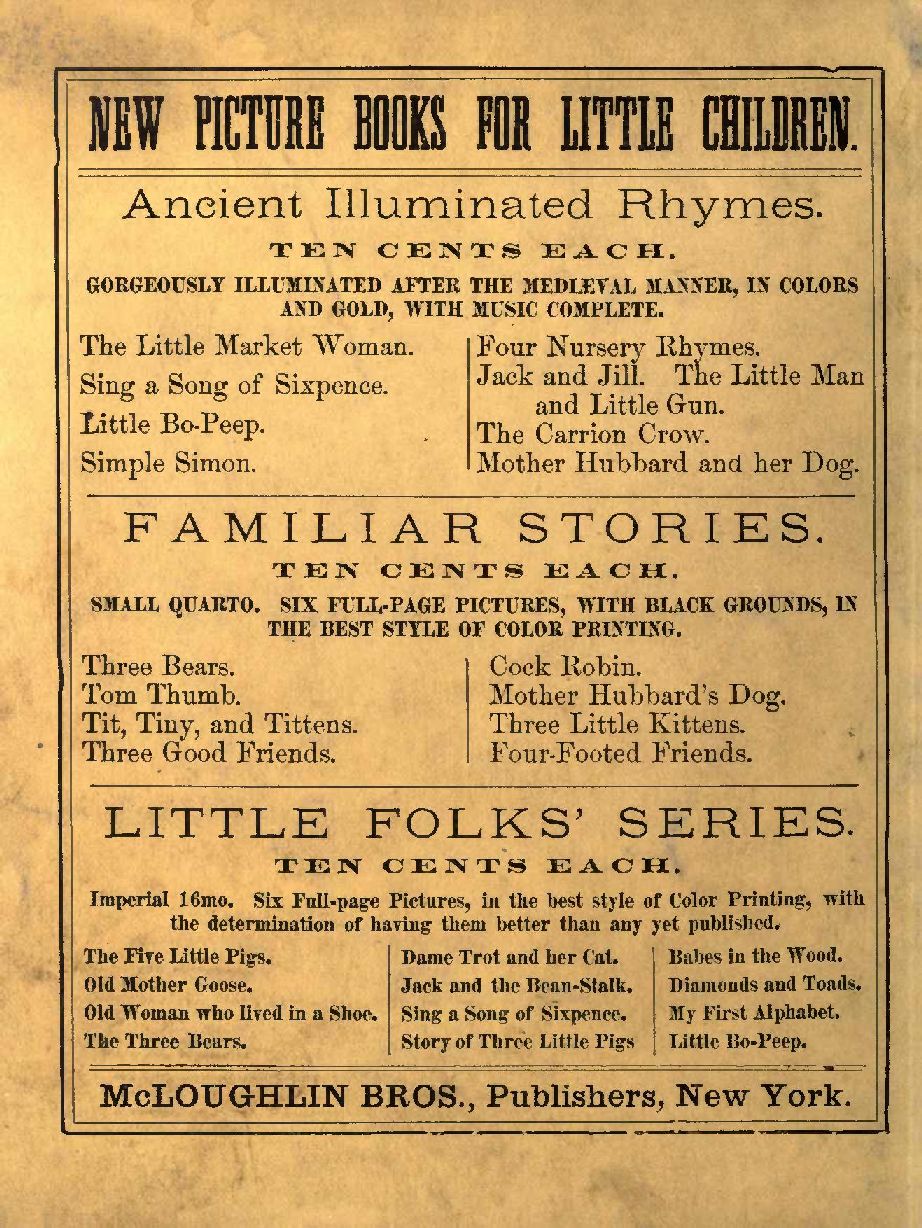 NEW PICTURE BOOKS FOR LITTLE CHILDREN.
Ancient Illuminated Rhymes.
TEN CENTS EACH.
GORGEOUSLY ILLUMINATED AFTER THE MEDIÆVAL MANNER, IN COLORS
AND GOLD, WITH MUSIC COMPLETE.
The Little Market Woman.
Sing a Song of Sixpence.
Little Bo-Peep.
Simple Simon.
Four Nursery Rhymes.
Jack and Jill. The Little Man
and Little Gun.
The Carrion Crow.
Mother Hubbard and her Dog.
FAMILIAR STORIES.
TEN CENTS EACH.
SMALL QUARTO. SIX FULL-PAGE PICTURES, WITH BLACK GROUNDS, IN
THE BEST STYLE OF COLOR PRINTING.
Three Bears.
Tom Thumb.
Tit, Tiny, and Tittens.
Three Good Friends.
Cock Robin.
Mother Hubbard's Dog.
Three Little Kittens.
Four-Footed Friends.
LITTLE FOLKS' SERIES.
TEN CENTS EACH.
Imperial 16mo. Six Full-page Pictures, in the best style of Color Printing, with
the determination of having them better than any yet published.
The Five Little Pigs.
Old Mother Goose.
Old Woman who lived in a Shoe.
The Three Bears.
Dame Trot and her Cat.
Jack and the Bean-Stalk.
Sing a Song of Sixpence.
Story of Three Little Pigs
Babes in the Wood.
Diamonds and Toads.
My First Alphabet.
Little Bo-Peep.
McLOUGHLIN BROS., Publishers, New York.